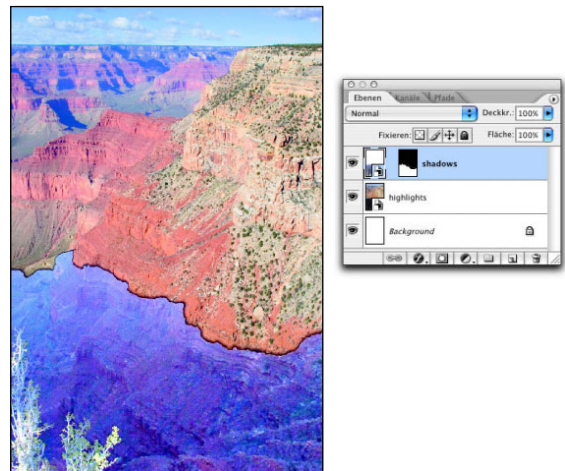 Ebenen Kanäle Pfade
Normal Deckkr.: 100%
Fixieren: Fläche: 100%
shadows
highlights
Background